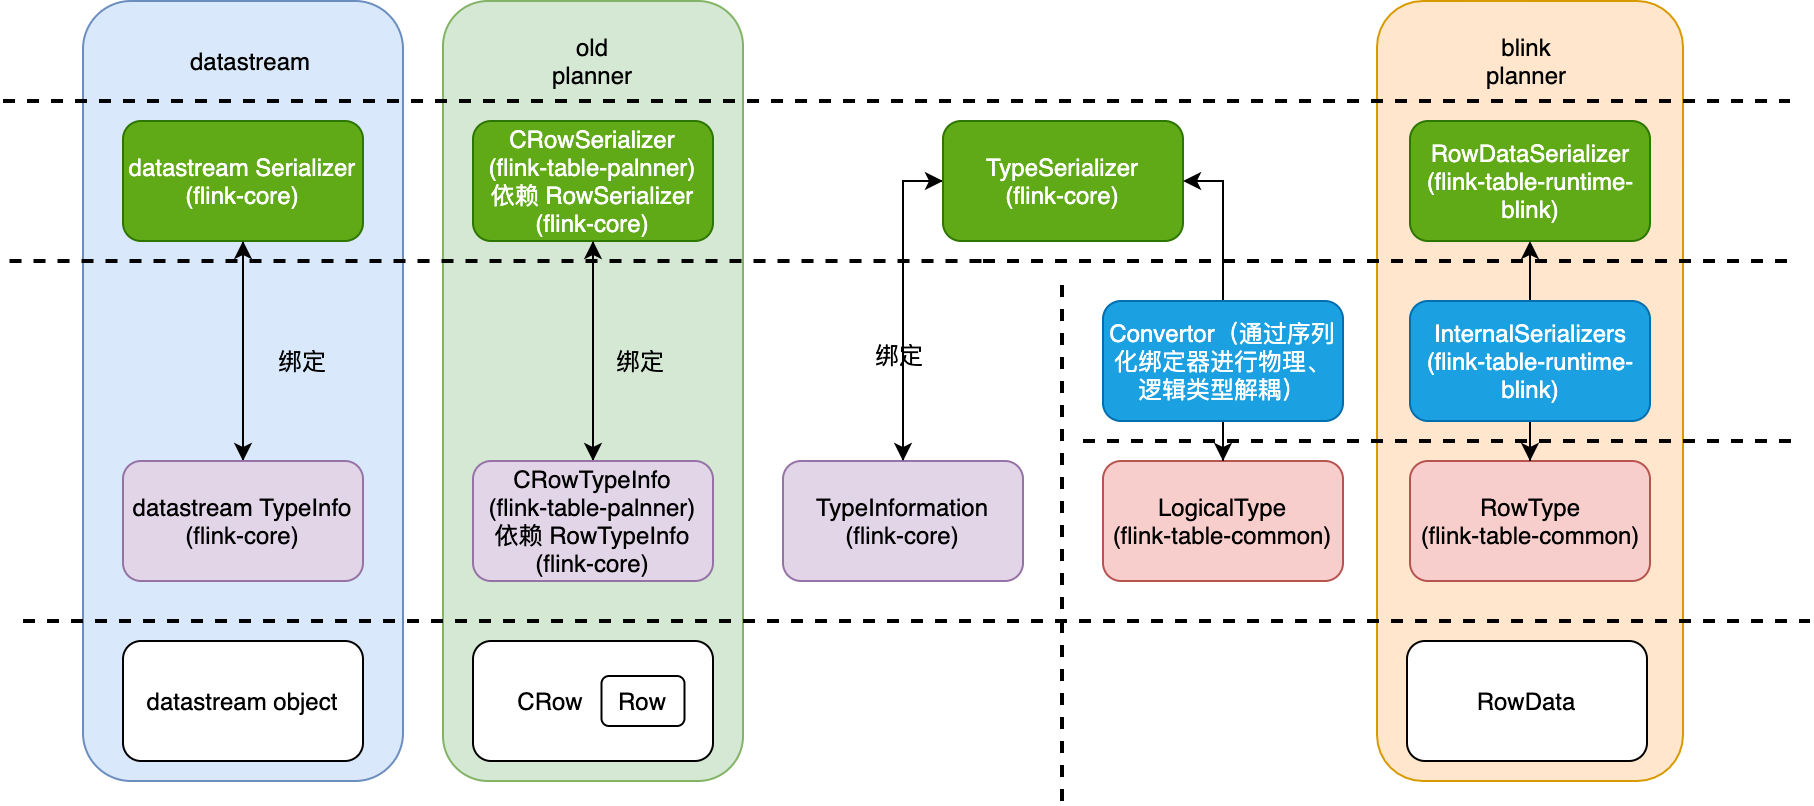 datastream
old
planner
blink
planner
datastream Serializer
(flink-core)
CRowSerializer
(flink-table-palnner)
依赖 RowSerializer
(flink-core)
TypeSerializer
(flink-core)
RowDataSerializer
(flink-table-runtime-
blink)
绑定
绑定
绑定
Convertor（通过序列
化绑定器进行物理、
逻辑类型解耦）
InternalSerializers
(flink-table-runtime-
blink)
datastream TypeInfo
(flink-core)
CRowTypeInfo
(flink-table-palnner)
依赖 RowTypeInfo
(flink-core)
TypeInformation
(flink-core)
LogicalType
(flink-table-common)
RowType
(flink-table-common)
datastream object
CRow
Row
RowData